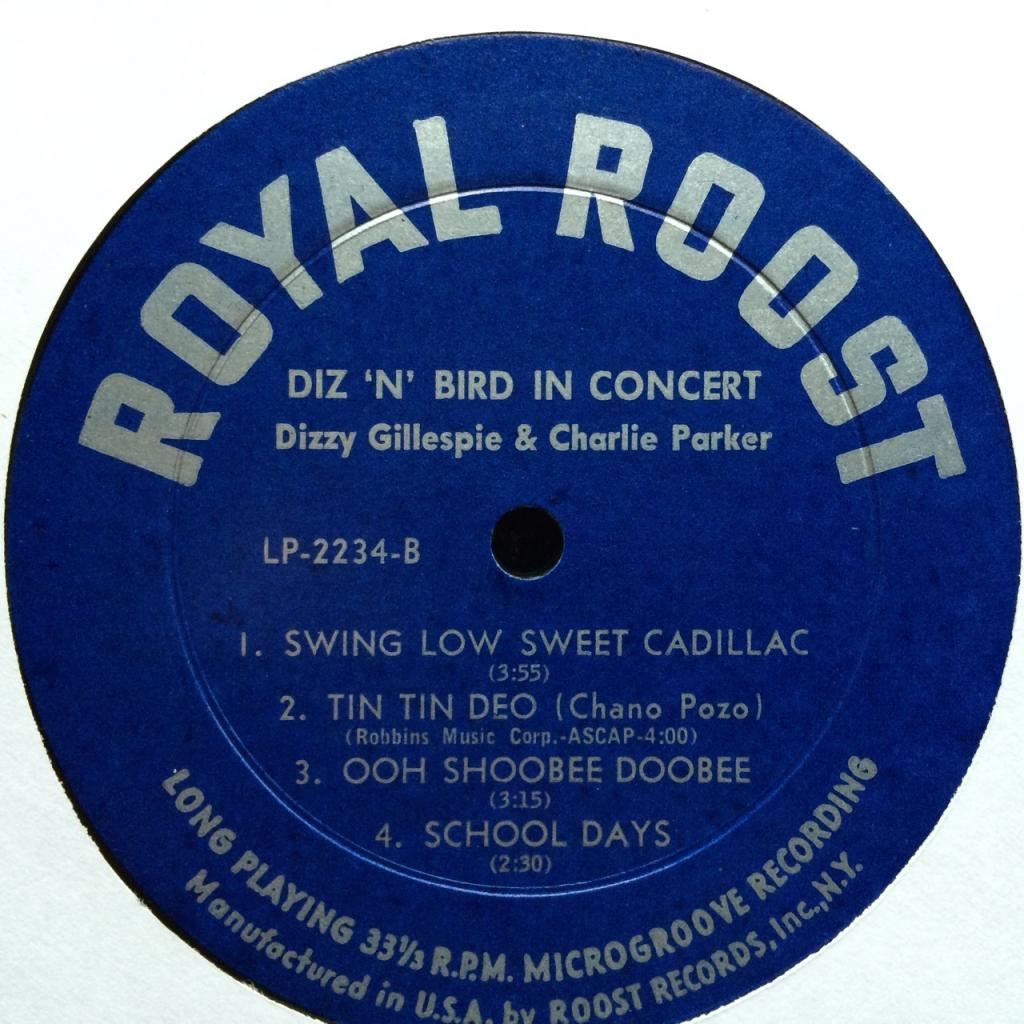 ROYAL ROOST
DIZ 'N' BIRD IN CONCERT
Dizzy Gillespie & Charlie Parker
LP-2234-B
1. SWING LOW SWEET CADILLAC
(3:55)
2. TIN TIN DEO (Chano Pozo)
(Robbins Music Corp.-ASCAP-4:00)
3. OOH SHOOBEE DOOBEE
(3:15)
4. SCHOOL DAYS
(2:30)
LONG PLAYING 33⅓ R.P.M. MICROGROOVE RECORDING
Manufactured in U.S.A. by ROOST RECORDS, Inc., N.Y.